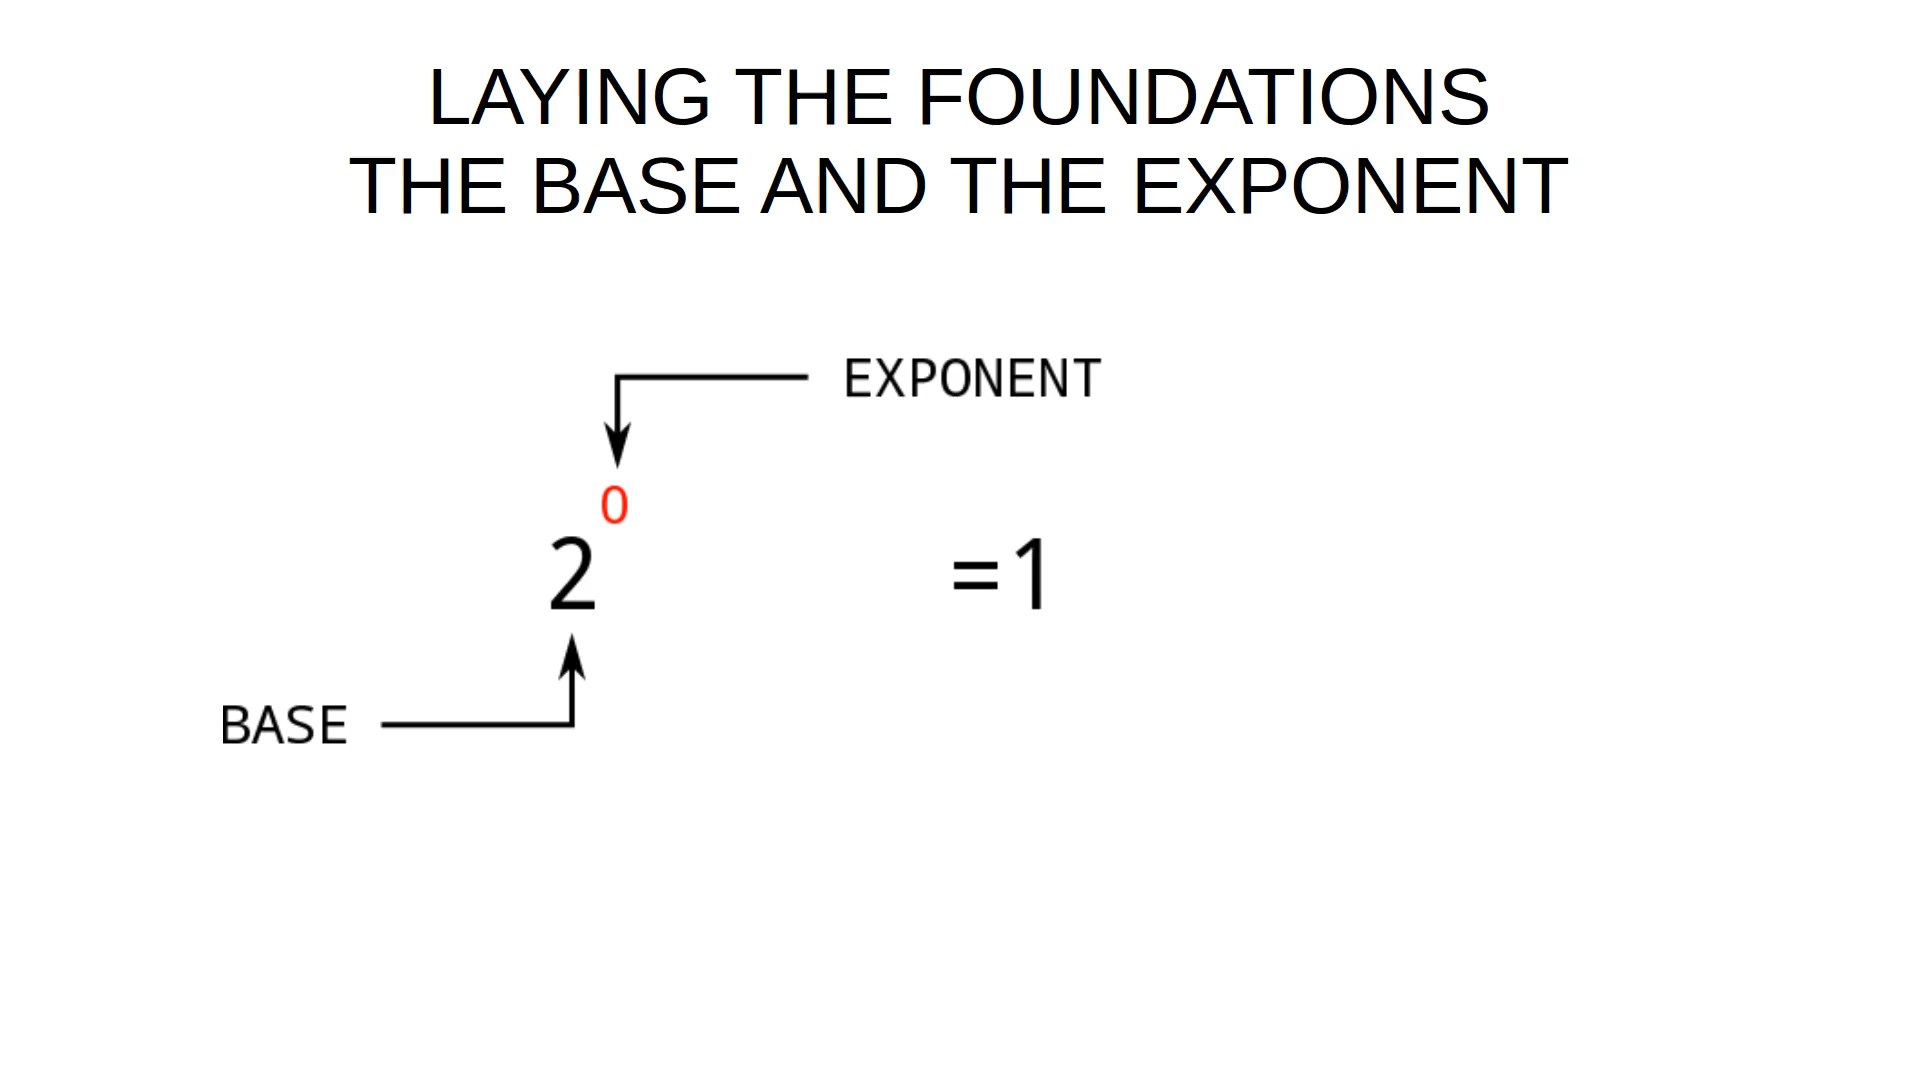 LAYING THE FOUNDATIONS
THE BASE AND THE EXPONENT
EXPONENT
0
2 =1
BASE